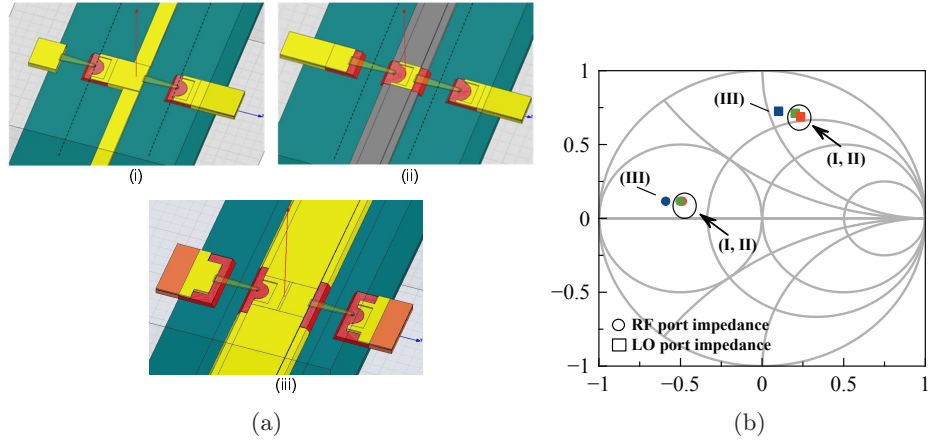 (i)
(ii)
(iii)
(a)
1
0.5
0
−0.5
−1
−1
−0.5
0
0.5
1
(III)
(I, II)
(III)
(I, II)
RF port impedance
LO port impedance
(b)